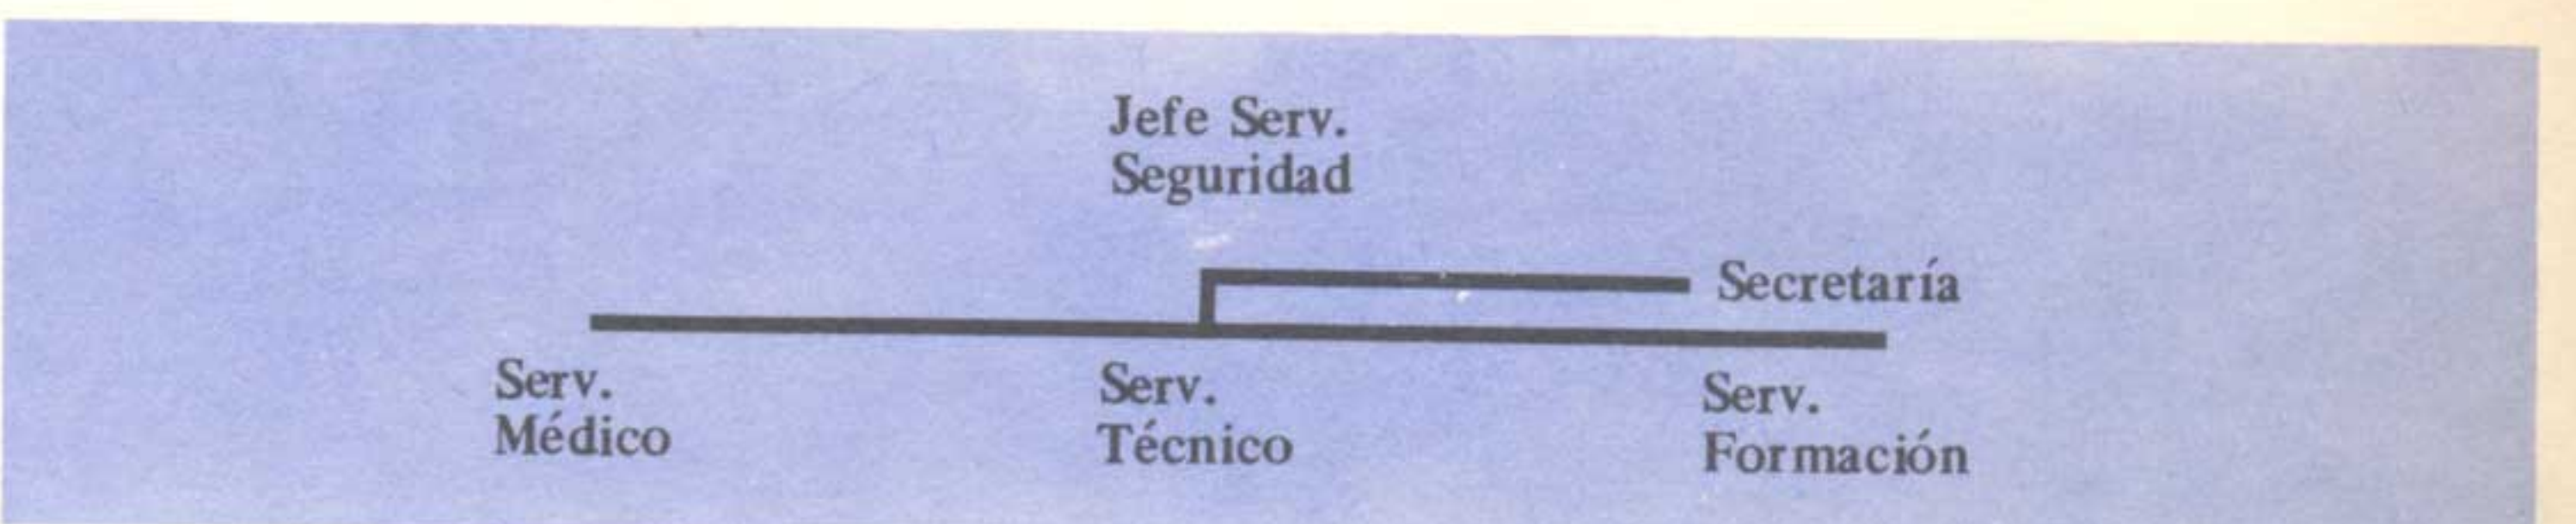 Jefe Serv.
Seguridad
Secretaría
Serv.
Médico
Serv.
Técnico
Serv.
Formación